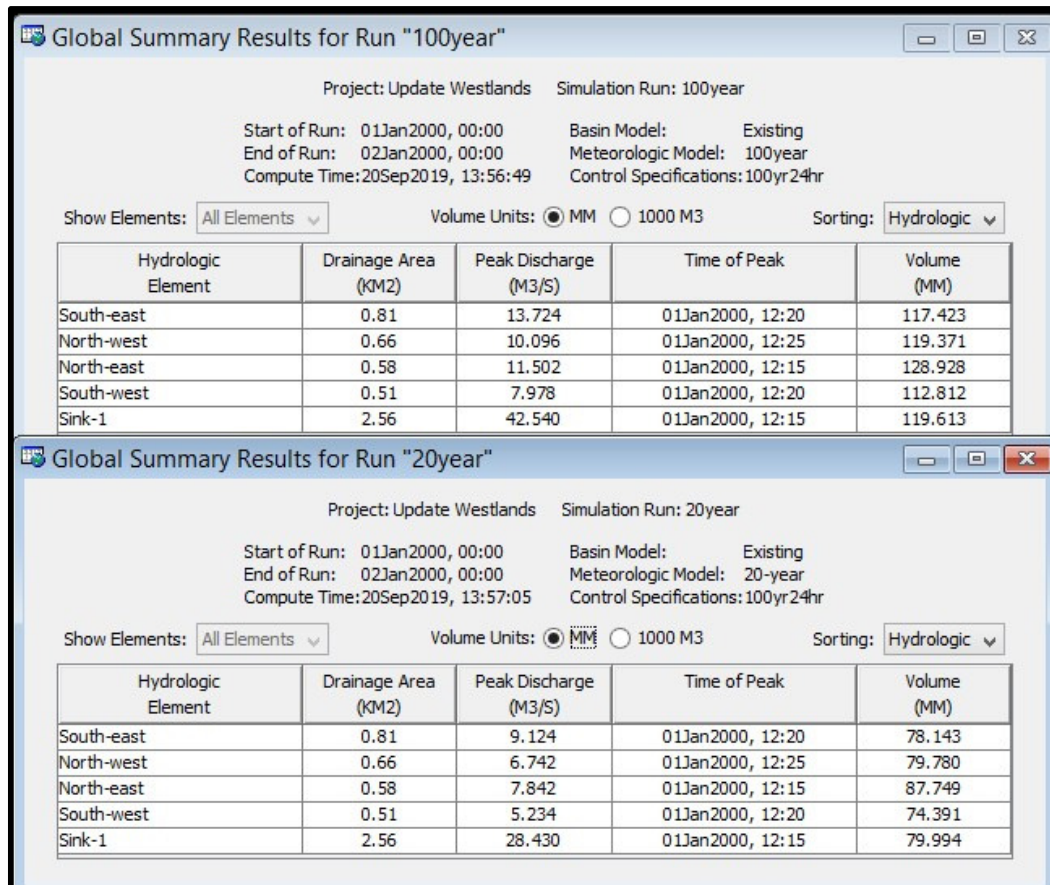 Global Summary Results for Run "100year"
Project: Update Westlands Simulation Run: 100year
Start of Run: 01Jan2000, 00:00 Basin Model: Existing
End of Run: 02Jan2000, 00:00 Meteorologic Model: 100year
Compute Time:20Sep2019, 13:56:49 Control Specifications:100yr24hr
Show Elements: All Elements Volume Units: MM 1000 M3 Sorting: Hydrologic
Hydrologic Drainage Area Peak Discharge Time of Peak Volume
Element (KM2) (M3/S) (MM)
South-east 0.81 13.724 01Jan2000, 12:20 117.423
North-west 0.66 10.096 01Jan2000, 12:25 119.371
North-east 0.58 11.502 01Jan2000, 12:15 128.928
South-west 0.51 7.978 01Jan2000, 12:20 112.812
Sink-1 2.56 42.540 01Jan2000, 12:15 119.613
Global Summary Results for Run "20year"
Project: Update Westlands Simulation Run: 20year
Start of Run: 01Jan2000, 00:00 Basin Model: Existing
End of Run: 02Jan2000, 00:00 Meteorologic Model: 20-year
Compute Time:20Sep2019, 13:57:05 Control Specifications:100yr24hr
Show Elements: All Elements Volume Units: MM 1000 M3 Sorting: Hydrologic
Hydrologic Drainage Area Peak Discharge Time of Peak Volume
Element (KM2) (M3/S) (MM)
South-east 0.81 9.124 01Jan2000, 12:20 78.143
North-west 0.66 6.742 01Jan2000, 12:25 79.780
North-east 0.58 7.842 01Jan2000, 12:15 87.749
South-west 0.51 5.234 01Jan2000, 12:20 74.391
Sink-1 2.56 28.430 01Jan2000, 12:15 79.994